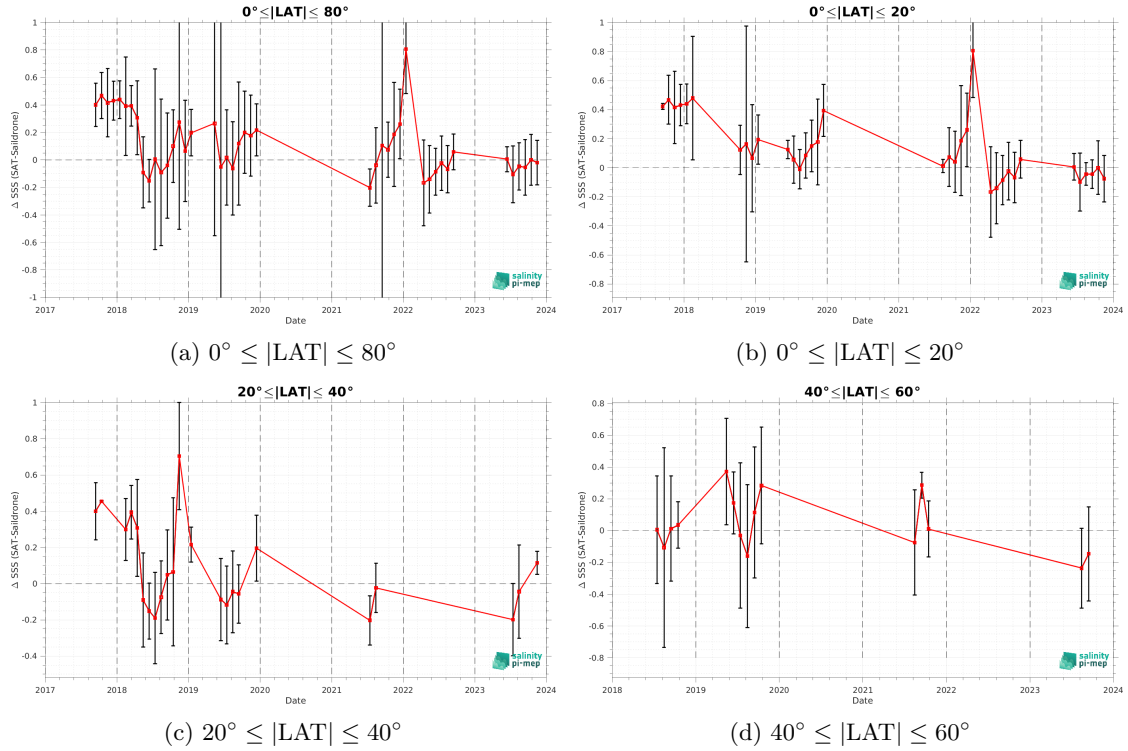 0°≤|LAT|≤ 80°
Δ SSS (SAT-Saildrone)
1
0.8
0.6
0.4
0.2
0
-0.2
-0.4
-0.6
-0.8
-1
2017 2018 2019 2020 2021 2022 2023 2024
Date
salinity
pi-mep
(a) 0° ≤ |LAT| ≤ 80°
0°≤|LAT|≤ 20°
Δ SSS (SAT-Saildrone)
1
0.8
0.6
0.4
0.2
0
-0.2
-0.4
-0.6
-0.8
2017 2018 2019 2020 2021 2022 2023 2024
Date
salinity
pi-mep
(b) 0° ≤ |LAT| ≤ 20°
20°≤|LAT|≤ 40°
Δ SSS (SAT-Saildrone)
1
0.8
0.6
0.4
0.2
0
-0.2
-0.4
2017 2018 2019 2020 2021 2022 2023 2024
Date
salinity
pi-mep
(c) 20° ≤ |LAT| ≤ 40°
40°≤|LAT|≤ 60°
Δ SSS (SAT-Saildrone)
0.8
0.6
0.4
0.2
0
-0.2
-0.4
-0.6
-0.8
2018 2019 2020 2021 2022 2023 2024
Date
salinity
pi-mep
(d) 40° ≤ |LAT| ≤ 60°